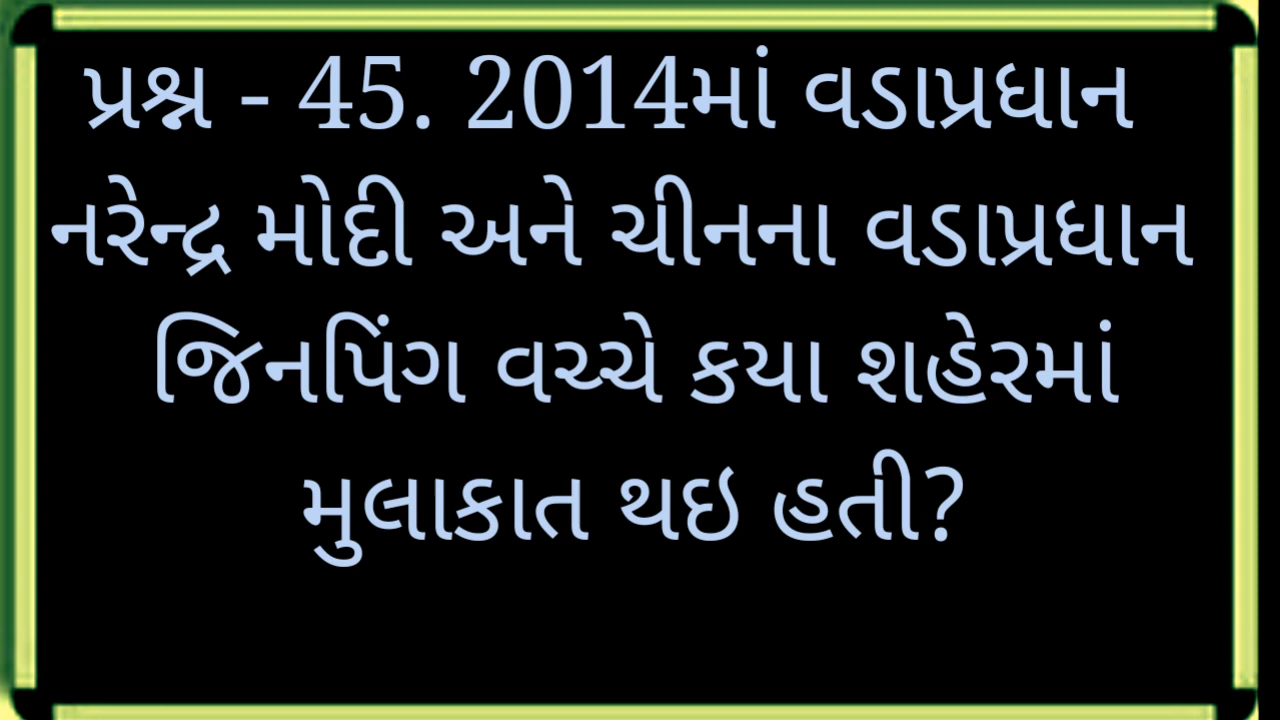 પ્રશ્ન - 45. 2014માં વડાપ્રધાન
નરેન્દ્ર મોદી અને ચીનના વડાપ્રધાન
જિનપિંગ વચ્ચે કયા શહેરમાં
મુલાકાત થઇ હતી?